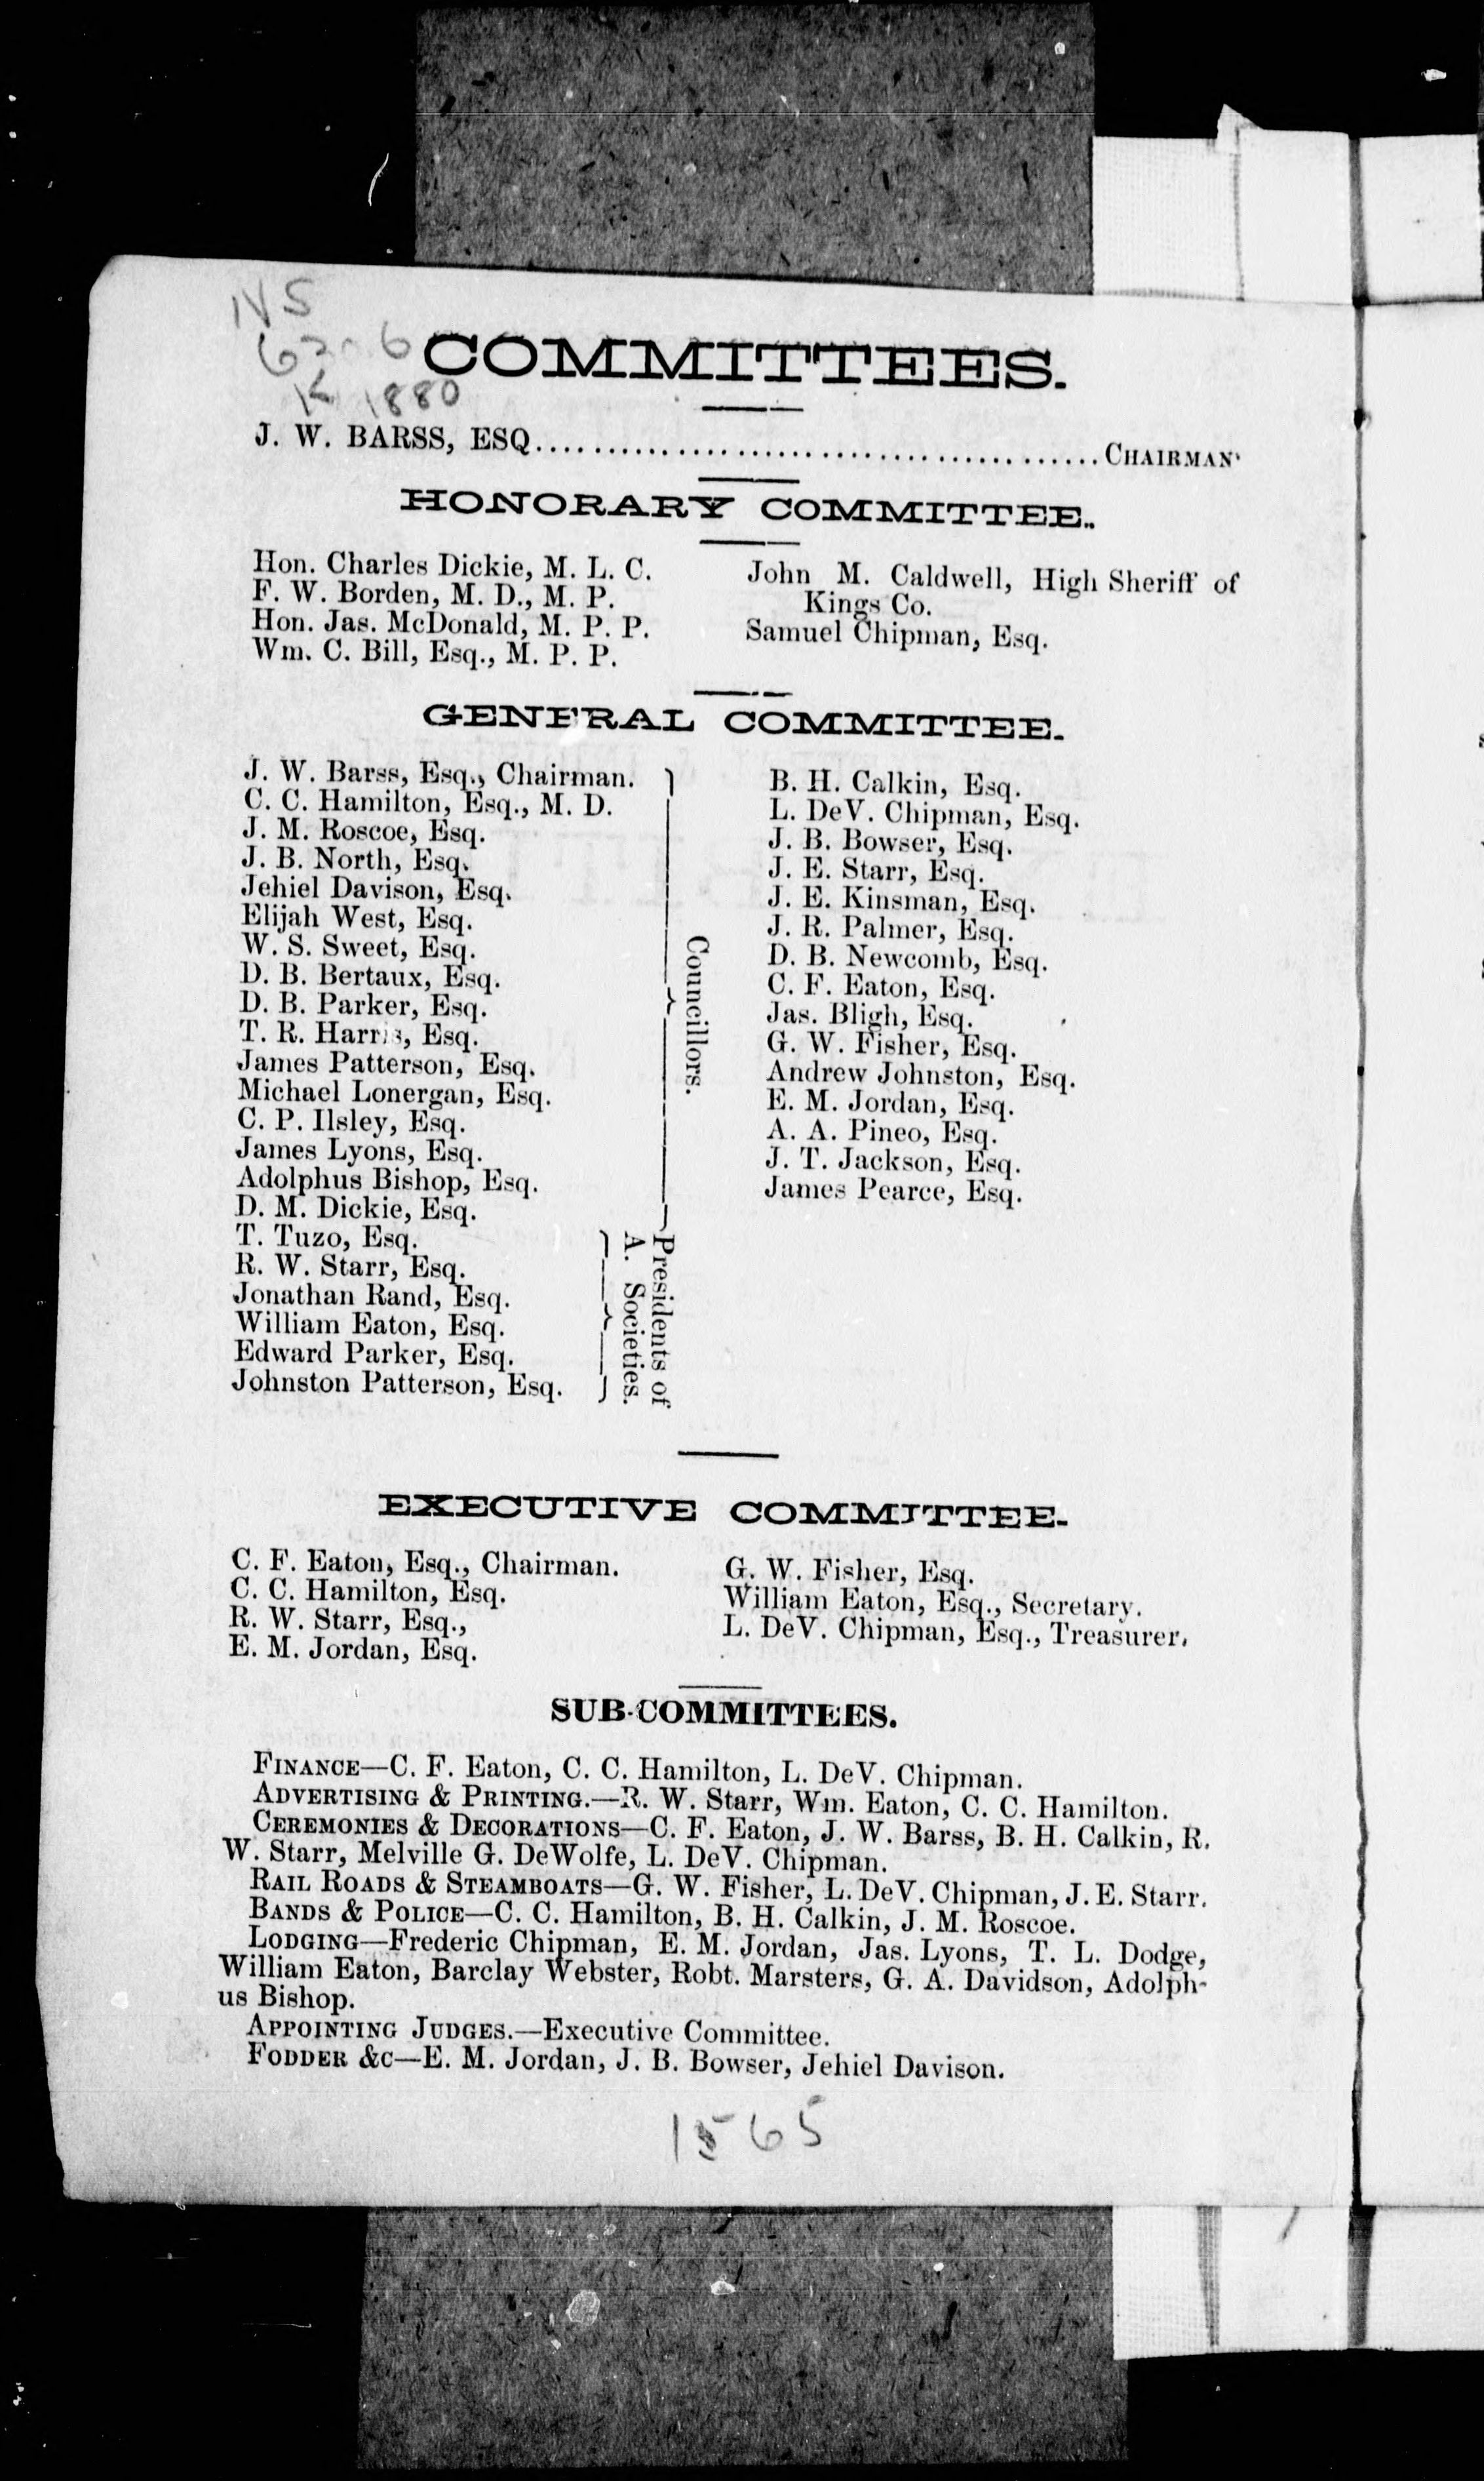 NS
630.6
K 1880
COMMITTEES.
J. W. BARSS, ESQ........................................CHAIRMAN
HONORARY COMMITTEE.
Hon. Charles Dickie, M. L. C.
F. W. Borden, M. D., M. P.
Hon. Jas. McDonald, M. P. P.
Wm. C. Bill, Esq., M. P. P.
John M. Caldwell, High Sheriff of
Kings Co.
Samuel Chipman, Esq.
GENERAL COMMITTEE.
J. W. Barss, Esq., Chairman.
C. C. Hamilton, Esq., M. D.
J. M. Roscoe, Esq.
J. B. North, Esq.
Jehiel Davison, Esq.
Elijah West, Esq.
W. S. Sweet, Esq.
D. B. Bertaux, Esq.
D. B. Parker, Esq.
T. R. Harris, Esq.
James Patterson, Esq.
Michael Lonergan, Esq.
C. P. Ilsley, Esq.
James Lyons, Esq.
Adolphus Bishop, Esq.
D. M. Dickie, Esq.
Councillors.
T. Tuzo, Esq.
R. W. Starr, Esq.
Jonathan Rand, Esq.
William Eaton, Esq.
Edward Parker, Esq.
Johnston Patterson, Esq.
Presidents of
A. Societies.
B. H. Calkin, Esq.
L. DeV. Chipman, Esq.
J. B. Bowser, Esq.
J. E. Starr, Esq.
J. E. Kinsman, Esq.
J. R. Palmer, Esq.
D. B. Newcomb, Esq.
C. F. Eaton, Esq.
Jas. Bligh, Esq.
G. W. Fisher, Esq.
Andrew Johnston, Esq.
E. M. Jordan, Esq.
A. A. Pineo, Esq.
J. T. Jackson, Esq.
James Pearce, Esq.
EXECUTIVE COMMITTEE.
C. F. Eaton, Esq., Chairman.
C. C. Hamilton, Esq.
R. W. Starr, Esq.,
E. M. Jordan, Esq.
G. W. Fisher, Esq.
William Eaton, Esq., Secretary.
L. DeV. Chipman, Esq., Treasurer.
SUB-COMMITTEES.
FINANCE—C. F. Eaton, C. C. Hamilton, L. DeV. Chipman.
ADVERTISING & PRINTING.—R. W. Starr, Wm. Eaton, C. C. Hamilton.
CEREMONIES & DECORATIONS—C. F. Eaton, J. W. Barss, B. H. Calkin, R.
W. Starr, Melville G. DeWolfe, L. DeV. Chipman.
RAIL ROADS & STEAMBOATS—G. W. Fisher, L. DeV. Chipman, J. E. Starr.
BANDS & POLICE—C. C. Hamilton, B. H. Calkin, J. M. Roscoe.
LODGING—Frederic Chipman, E. M. Jordan, Jas. Lyons, T. L. Dodge,
William Eaton, Barclay Webster, Robt. Marsters, G. A. Davidson, Adolph-
us Bishop.
APPOINTING JUDGES.—Executive Committee.
FODDER &C—E. M. Jordan, J. B. Bowser, Jehiel Davison.
1565